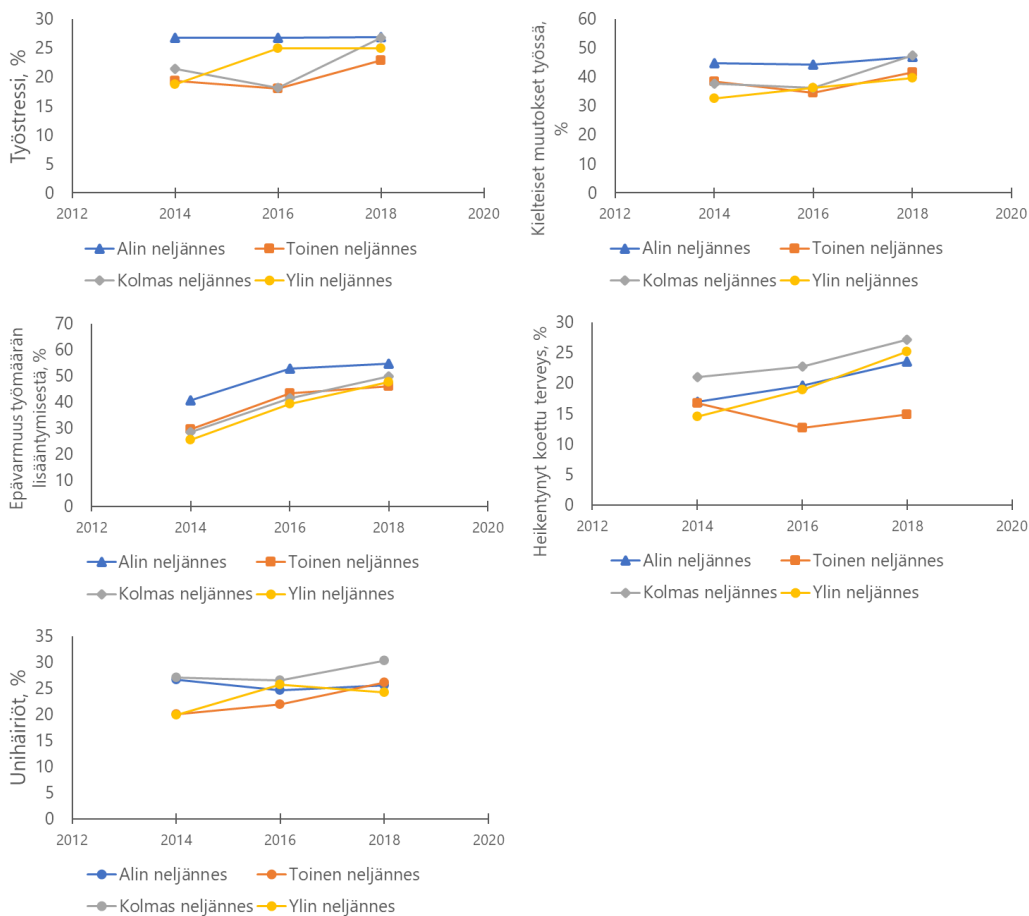 30
25
20
15
10
5
0
Työstressi, %
2012 2014 2016 2018 2020
Alin neljännes Toinen neljännes
Kolmas neljännes Ylin neljännes
60
50
40
30
20
10
0
Kielteiset muutokset työssä,
%
2012 2014 2016 2018 2020
Alin neljännes Toinen neljännes
Kolmas neljännes Ylin neljännes
70
60
50
40
30
20
10
0
Epävarmuus työmäärän
lisääntymisestä, %
2012 2014 2016 2018 2020
Alin neljännes Toinen neljännes
Kolmas neljännes Ylin neljännes
30
25
20
15
10
5
0
Heikentynyt koettu terveys, %
2012 2014 2016 2018 2020
Alin neljännes Toinen neljännes
Kolmas neljännes Ylin neljännes
35
30
25
20
15
10
5
0
Unihäiriöt, %
2012 2014 2016 2018 2020
Alin neljännes Toinen neljännes
Kolmas neljännes Ylin neljännes